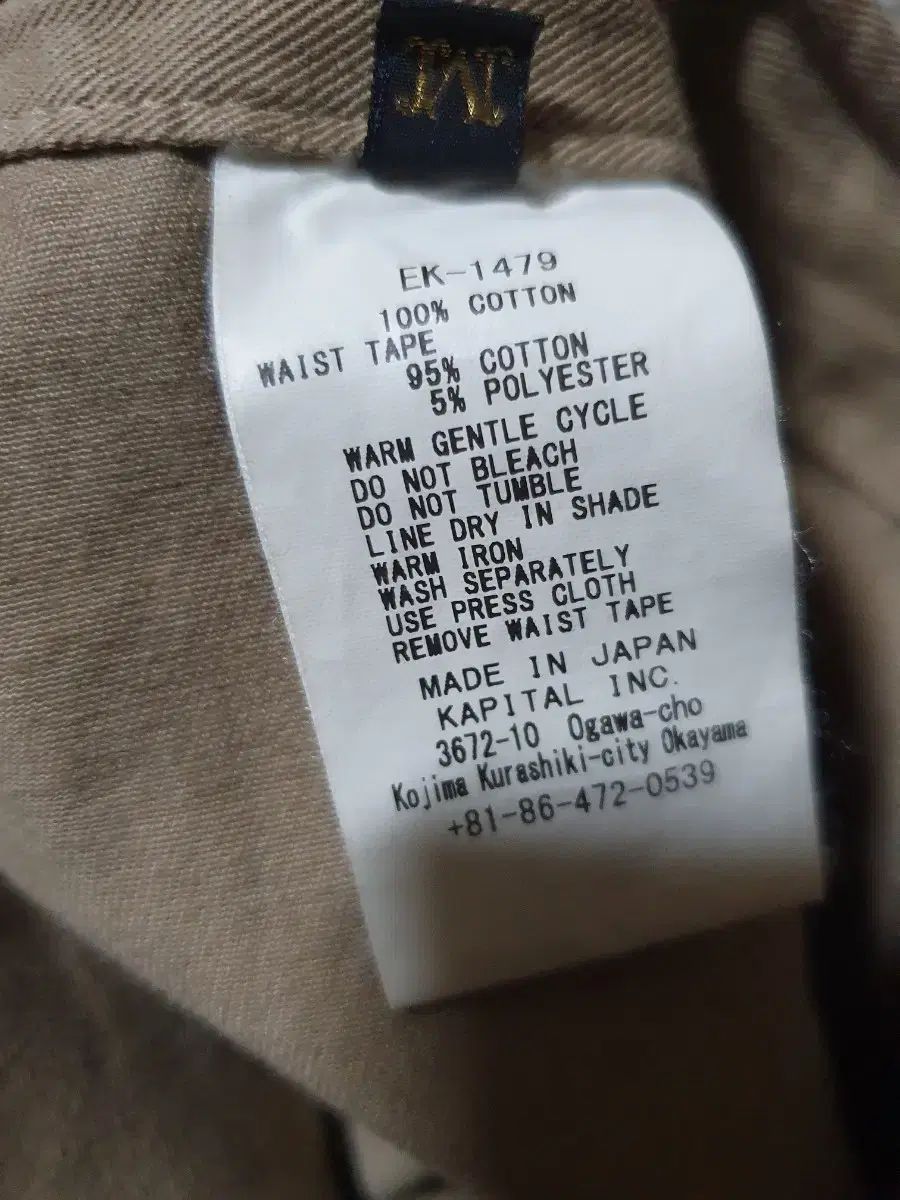 M
EK-1479
100% COTTON
WAIST TAPE
95% COTTON
5% POLYESTER
WARM GENTLE CYCLE
DO NOT BLEACH
DO NOT TUMBLE
LINE DRY IN SHADE
WARM IRON
WASH SEPARATELY
USE PRESS CLOTH
REMOVE WAIST TAPE
MADE IN JAPAN
KAPITAL INC.
3672-10 Ogawa-cho
Kojima Kurashiki-city Okayama
+81-86-472-0539